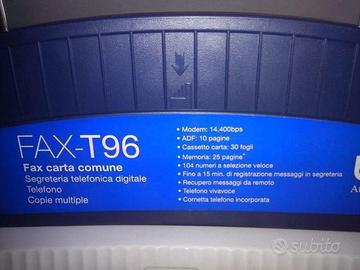 FAX-T96
Fax carta comune
Segreteria telefonica digitale
Telefono
Copie multiple
• Modem: 14,400bps
• ADF: 10 pagine
• Cassetto carta: 30 fogli
• Memoria: 25 pagine*
• 104 numeri a selezione veloce
• Fino a 15 min. di registrazione messaggi in segreteria
• Recupero messaggi da remoto
• Telefono vivavoce
• Cornetta telefono incorporata
subito